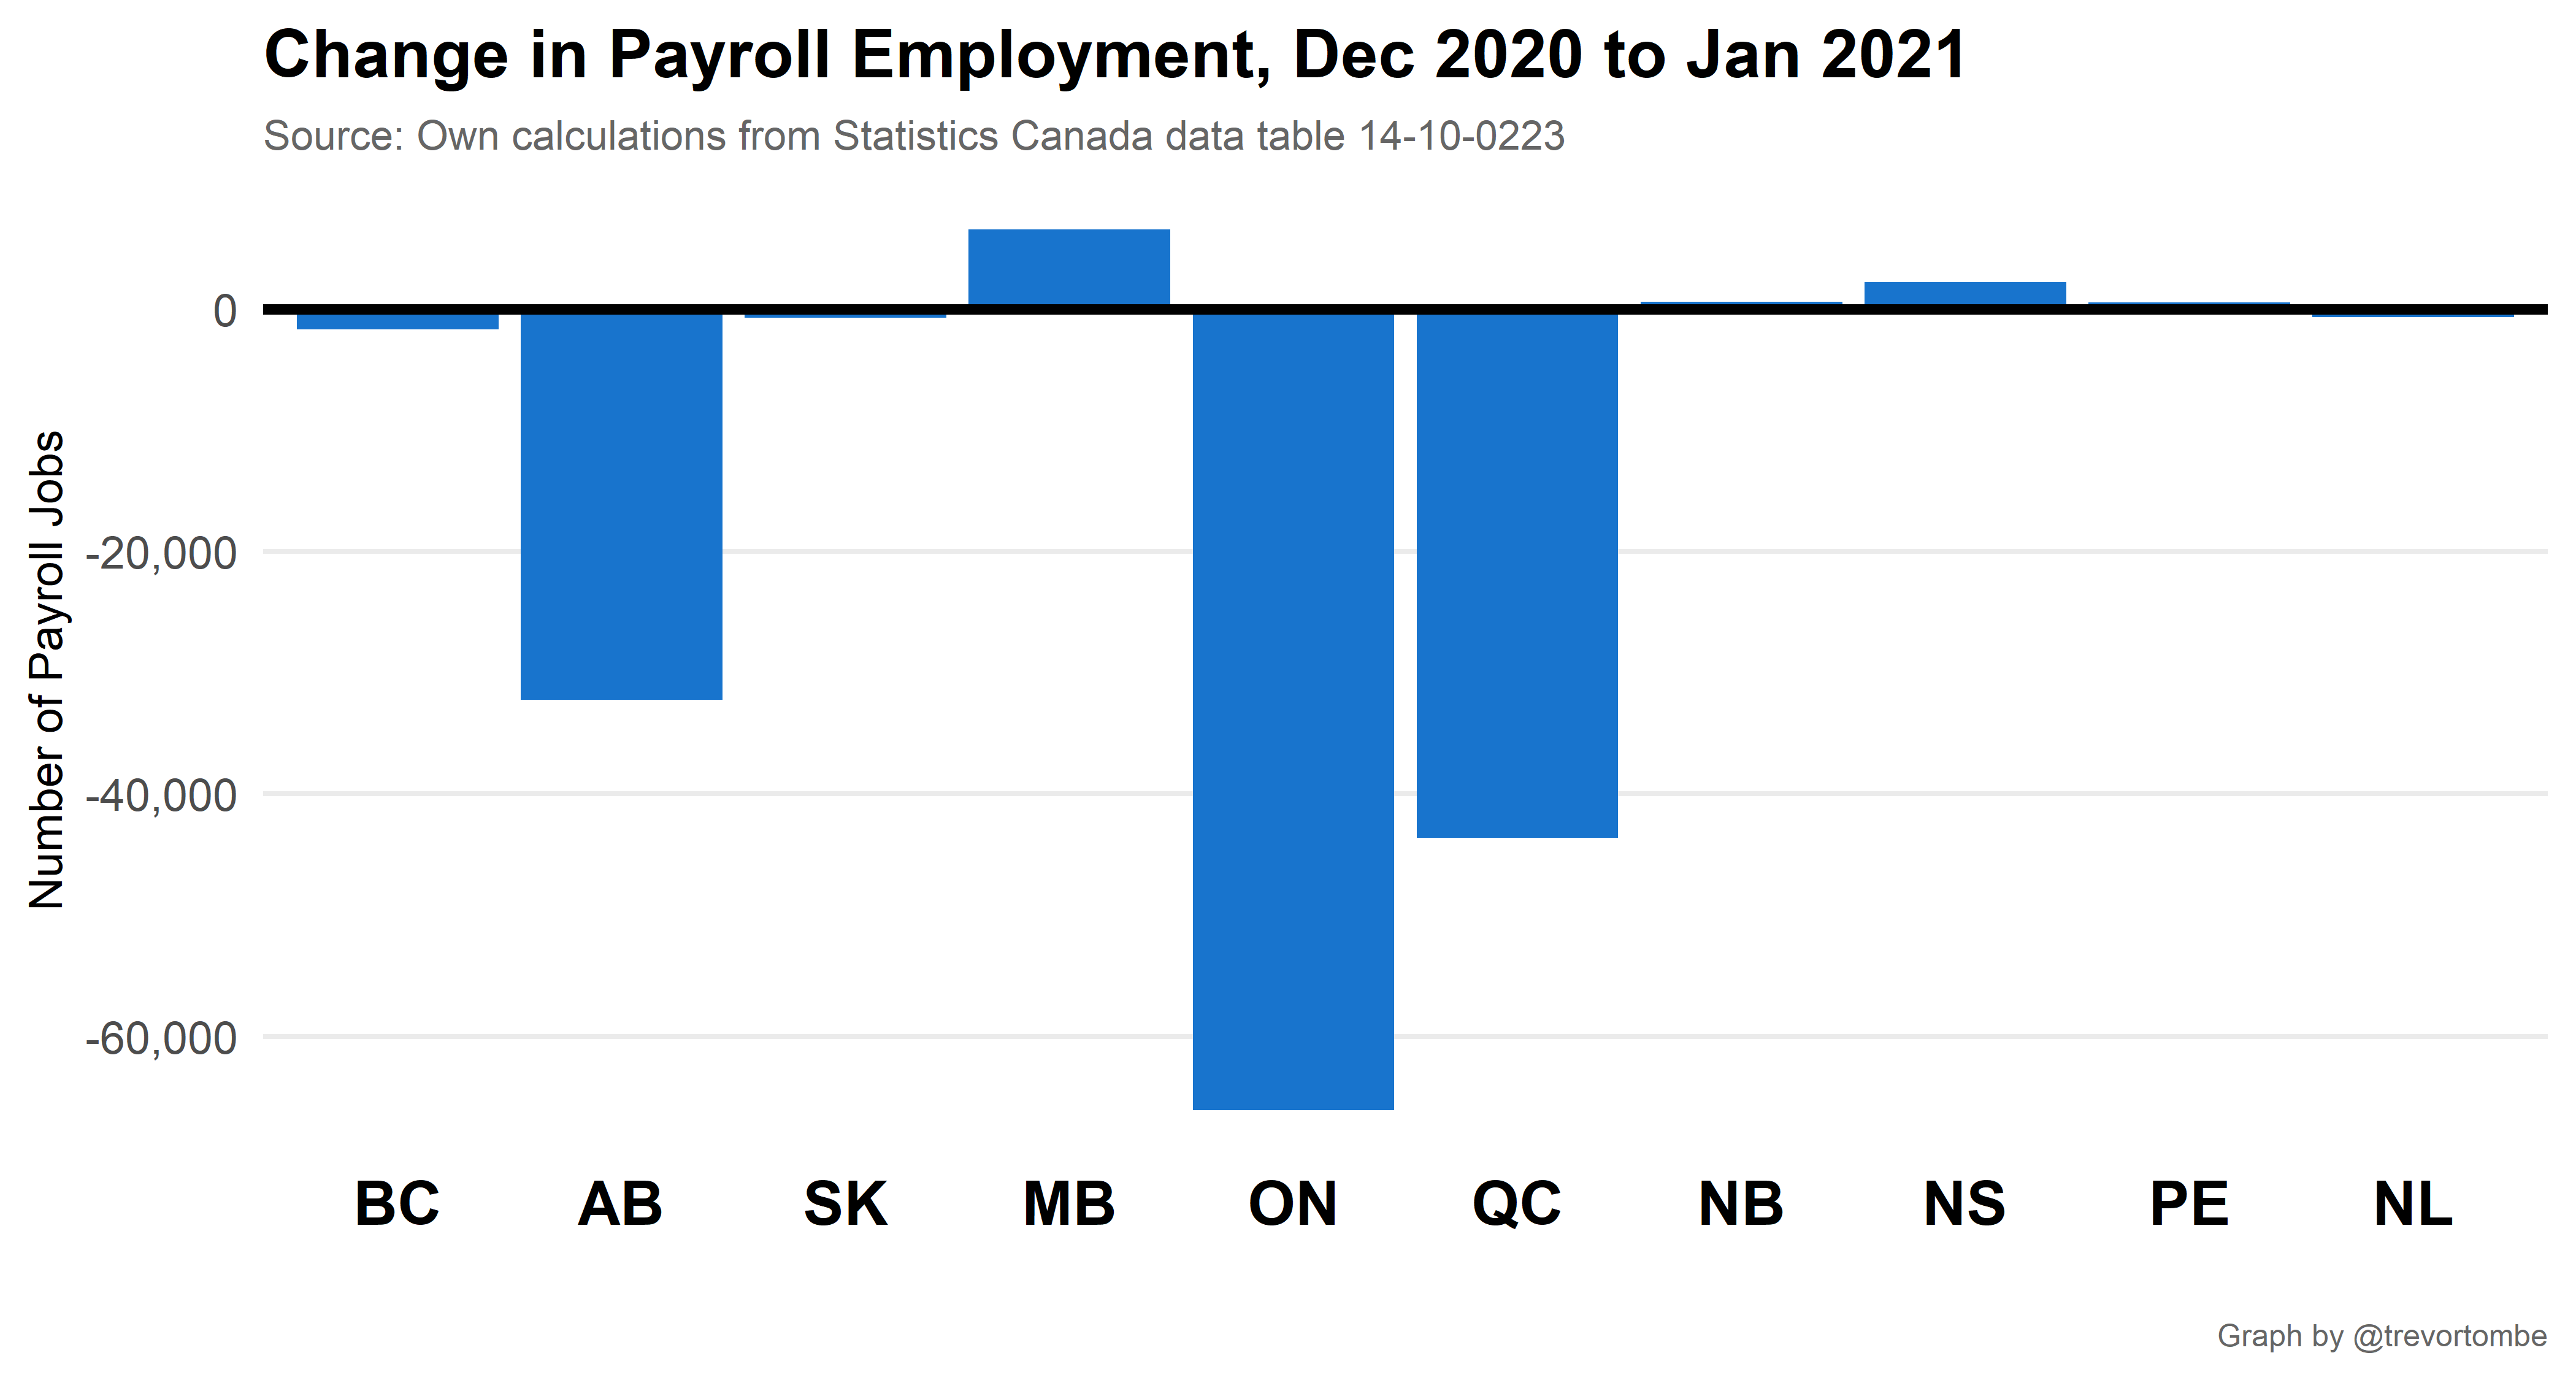 Change in Payroll Employment, Dec 2020 to Jan 2021
Source: Own calculations from Statistics Canada data table 14-10-0223
Number of Payroll Jobs
0
-20,000
-40,000
-60,000
BC AB SK MB ON QC NB NS PE NL
Graph by @trevortombe